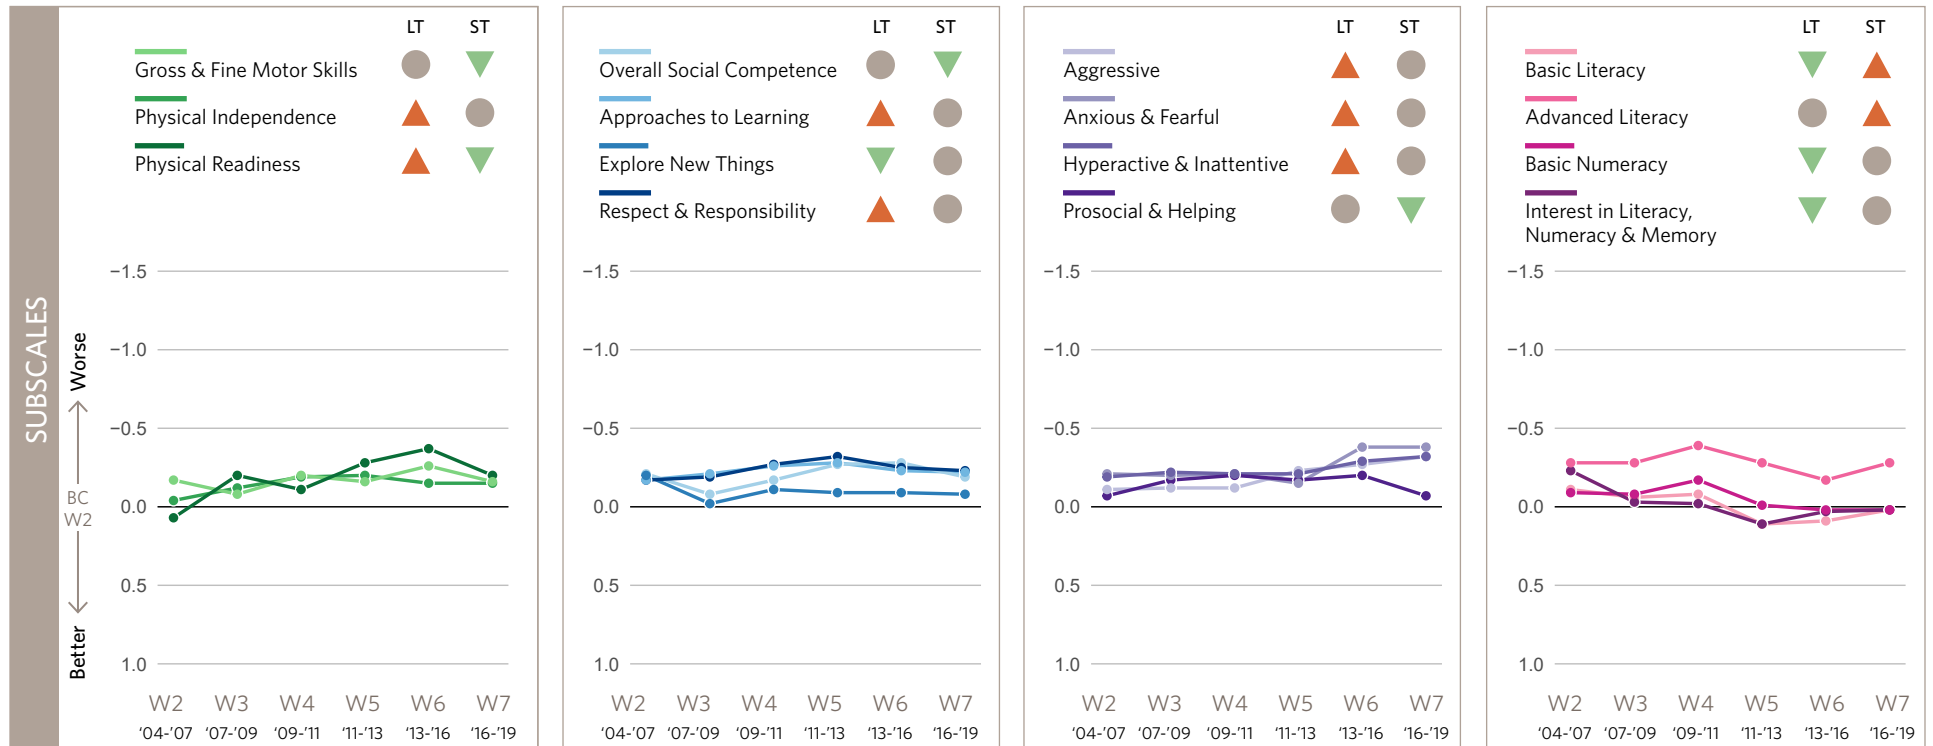 SUBSCALES
Worse
BC
W2
Better
LT ST
Gross & Fine Motor Skills
Physical Independence
Physical Readiness
−1.5
−1.0
−0.5
0.0
0.5
1.0
W2 W3 W4 W5 W6 W7
‘04-’07 ‘07-’09 ‘09-’11 ‘11-’13 ‘13-’16 ‘16-’19
LT ST
Overall Social Competence
Approaches to Learning
Explore New Things
Respect & Responsibility
−1.5
−1.0
−0.5
0.0
0.5
1.0
W2 W3 W4 W5 W6 W7
‘04-’07 ‘07-’09 ‘09-’11 ‘11-’13 ‘13-’16 ‘16-’19
LT ST
Aggressive
Anxious & Fearful
Hyperactive & Inattentive
Prosocial & Helping
−1.5
−1.0
−0.5
0.0
0.5
1.0
W2 W3 W4 W5 W6 W7
‘04-’07 ‘07-’09 ‘09-’11 ‘11-’13 ‘13-’16 ‘16-’19
LT ST
Basic Literacy
Advanced Literacy
Basic Numeracy
Interest in Literacy,
Numeracy & Memory
−1.5
−1.0
−0.5
0.0
0.5
1.0
W2 W3 W4 W5 W6 W7
‘04-’07 ‘07-’09 ‘09-’11 ‘11-’13 ‘13-’16 ‘16-’19